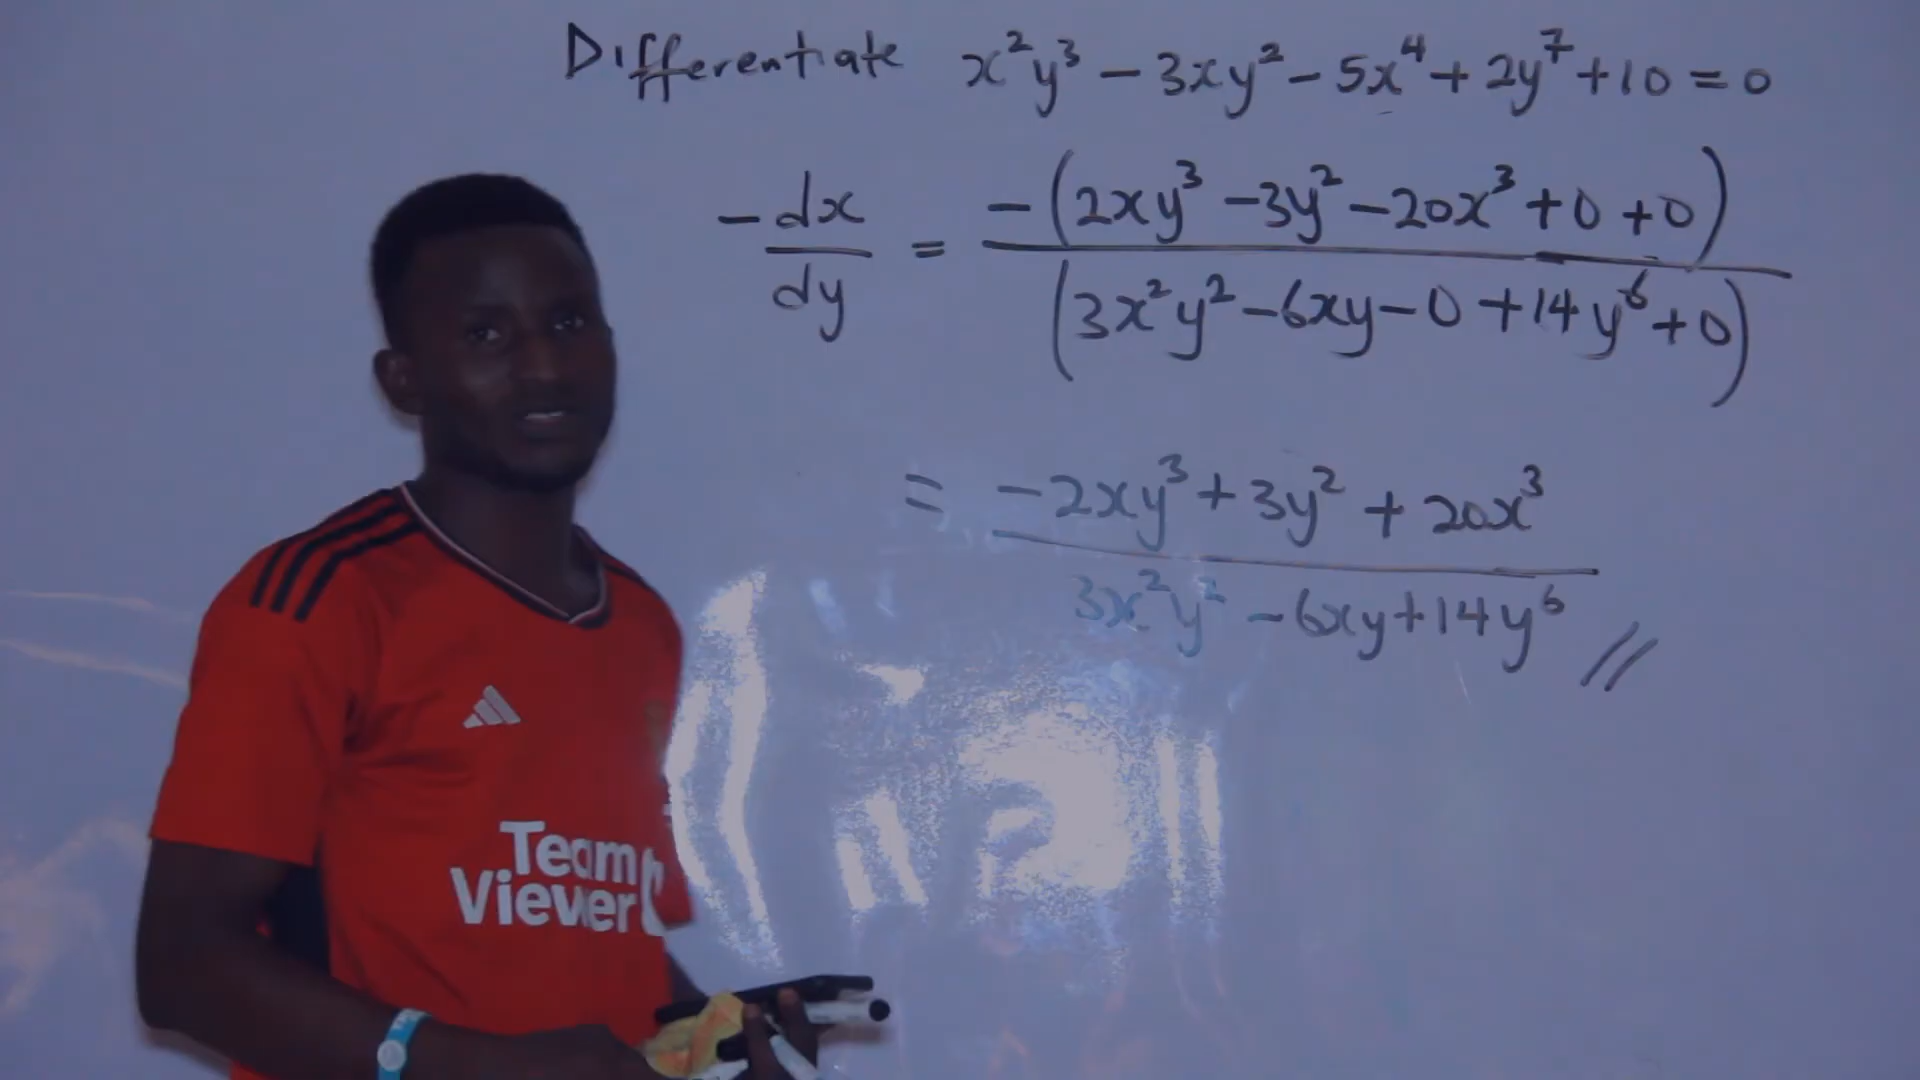 Differentiate x²y³ - 3xy² - 5x⁴ + 2y⁷ + 10 = 0
-dx/dy = -(2xy³ - 3y² - 20x³ + 0 + 0)/(3x²y² - 6xy - 0 + 14y⁶ + 0)
= (-2xy³ + 3y² + 20x³)/(3x²y² - 6xy + 14y⁶) //
Team
Viewer